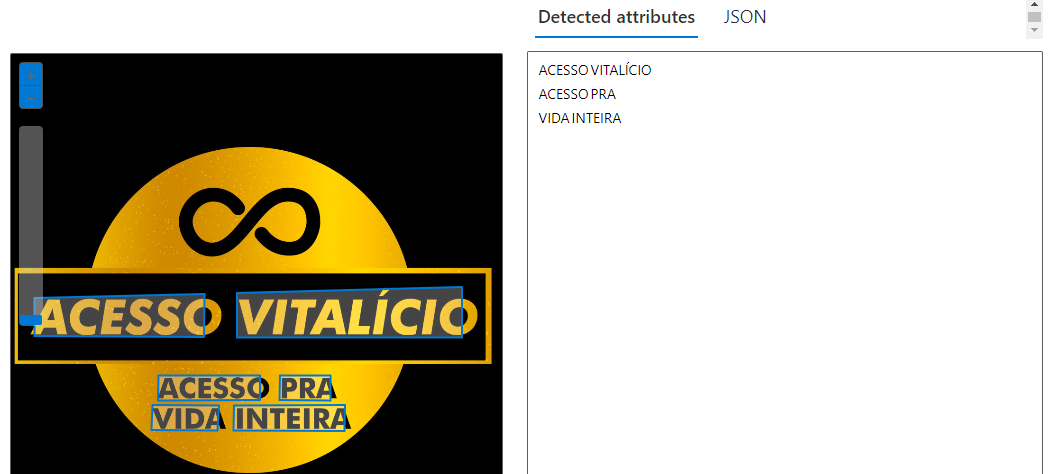 Detected attributes JSON
ACESSO VITALÍCIO
ACESSO PRA
VIDA INTEIRA
ACESSO VITALÍCIO
ACESSO PRA
VIDA INTEIRA